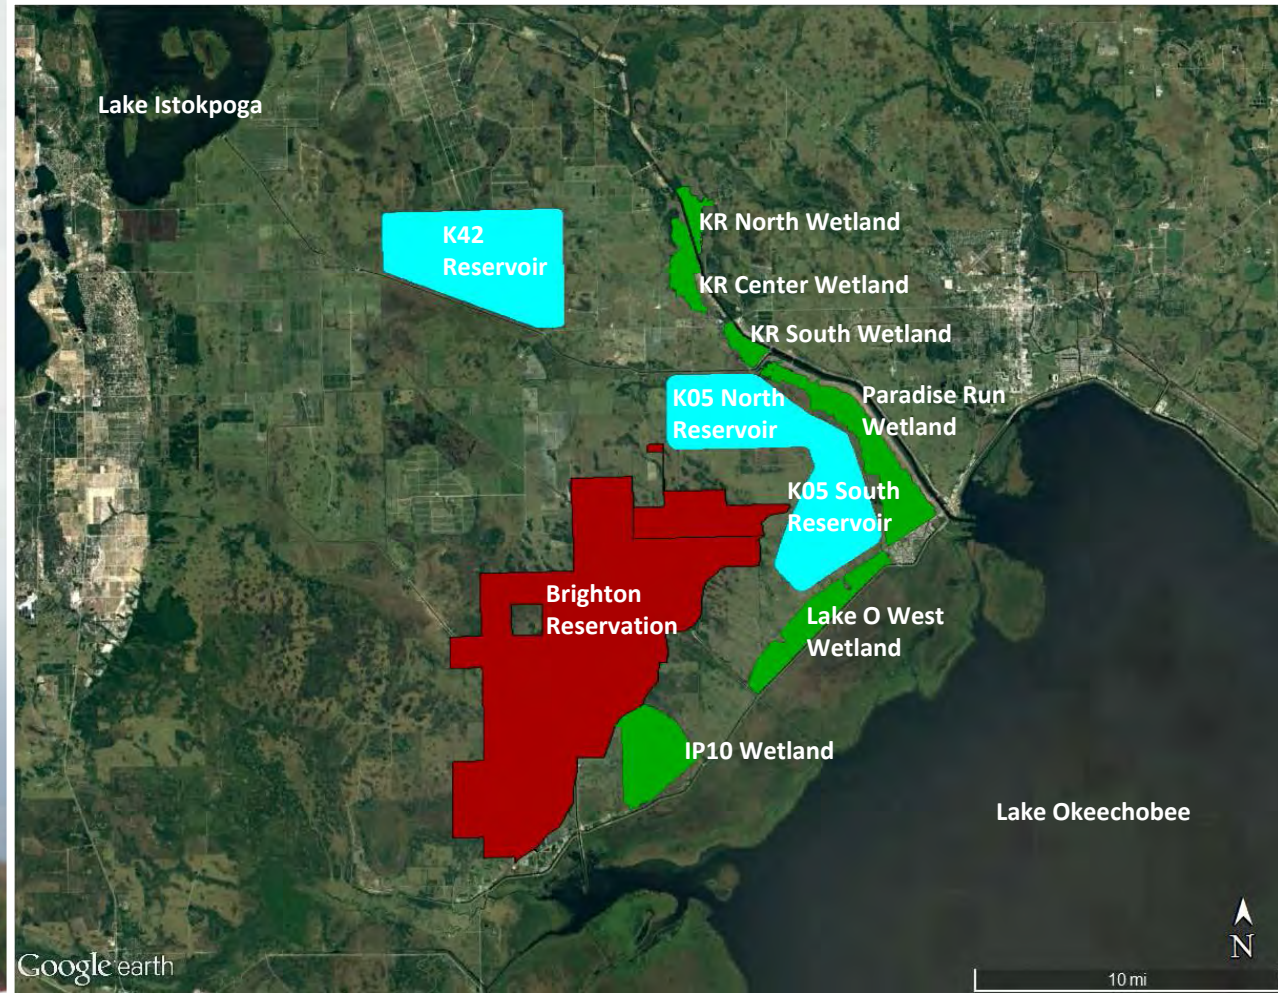 Lake Istokpoga
K42
Reservoir
KR North Wetland
KR Center Wetland
KR South Wetland
K05 North
Reservoir
Paradise Run
Wetland
K05 South
Reservoir
Brighton
Reservation
Lake O West
Wetland
IP10 Wetland
Lake Okeechobee
N
Google earth
10 mi